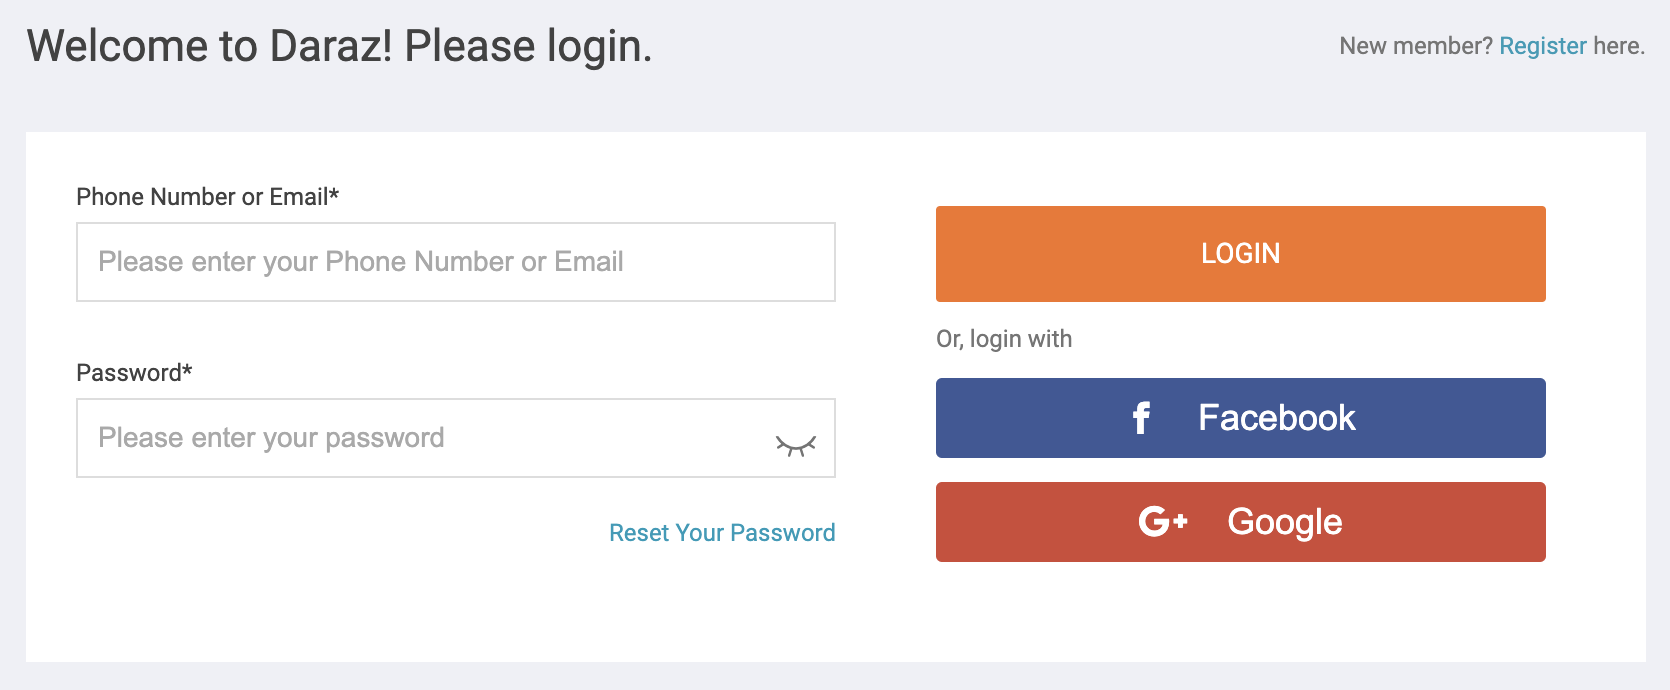 Welcome to Daraz! Please login.
New member? Register here.
Phone Number or Email*
Please enter your Phone Number or Email
Password*
Please enter your password
Reset Your Password
LOGIN
Or, login with
f Facebook
G+ Google